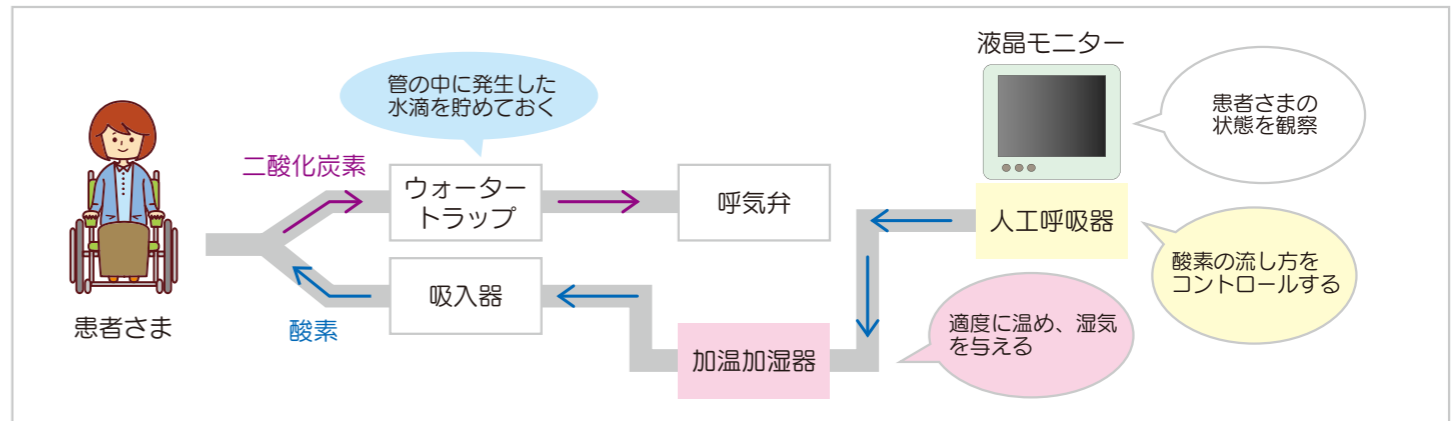 液晶モニター
管の中に発生した
水滴を貯めておく
患者さまの
状態を観察
二酸化炭素
ウォーター
トラップ
呼気弁
人工呼吸器
酸素の流し方を
コントロールする
吸入器
酸素
患者さま
適度に温め、湿気
を与える
加温加湿器